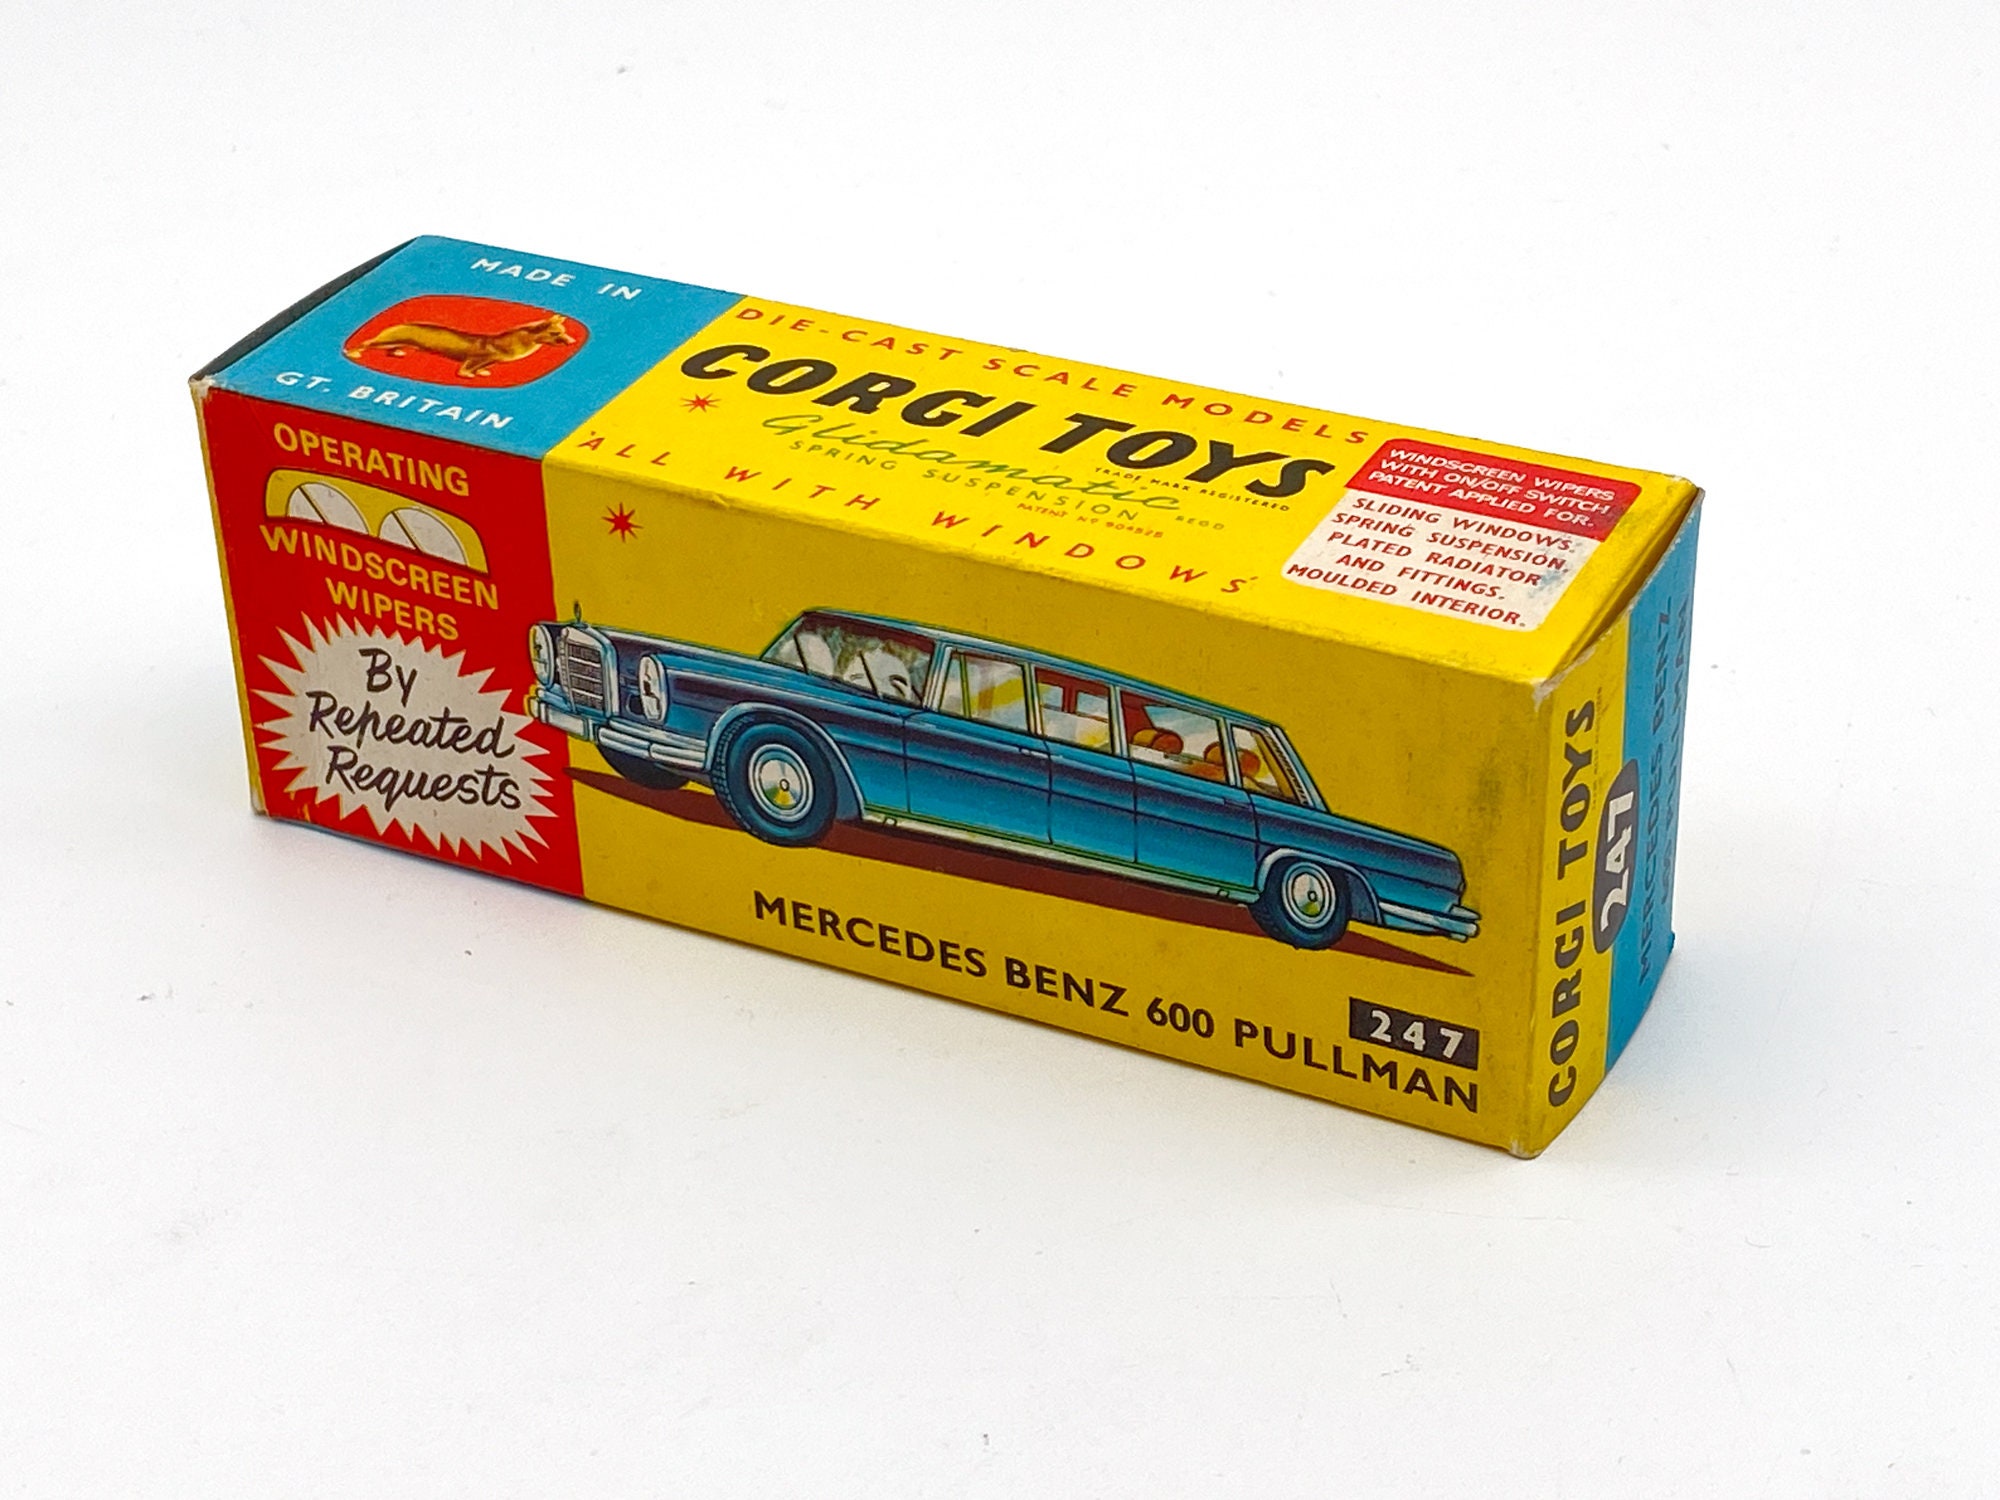 MADE IN
GT. BRITAIN
DIE-CAST SCALE MODELS
CORGI TOYS
TRADE MARK REGISTERED
Glidamatic
SPRING SUSPENSION REGD
'ALL WITH WINDOWS'
WINDSCREEN WIPERS
WITH ON/OFF SWITCH
PATENT APPLIED FOR.
SLIDING WINDOWS.
SPRING SUSPENSION.
PLATED RADIATOR
AND FITTINGS.
MOULDED INTERIOR.
OPERATING
WINDSCREEN
WIPERS
By
Repeated
Requests
247
MERCEDES BENZ 600 PULLMAN
CORGI TOYS
247
MERCEDES BENZ